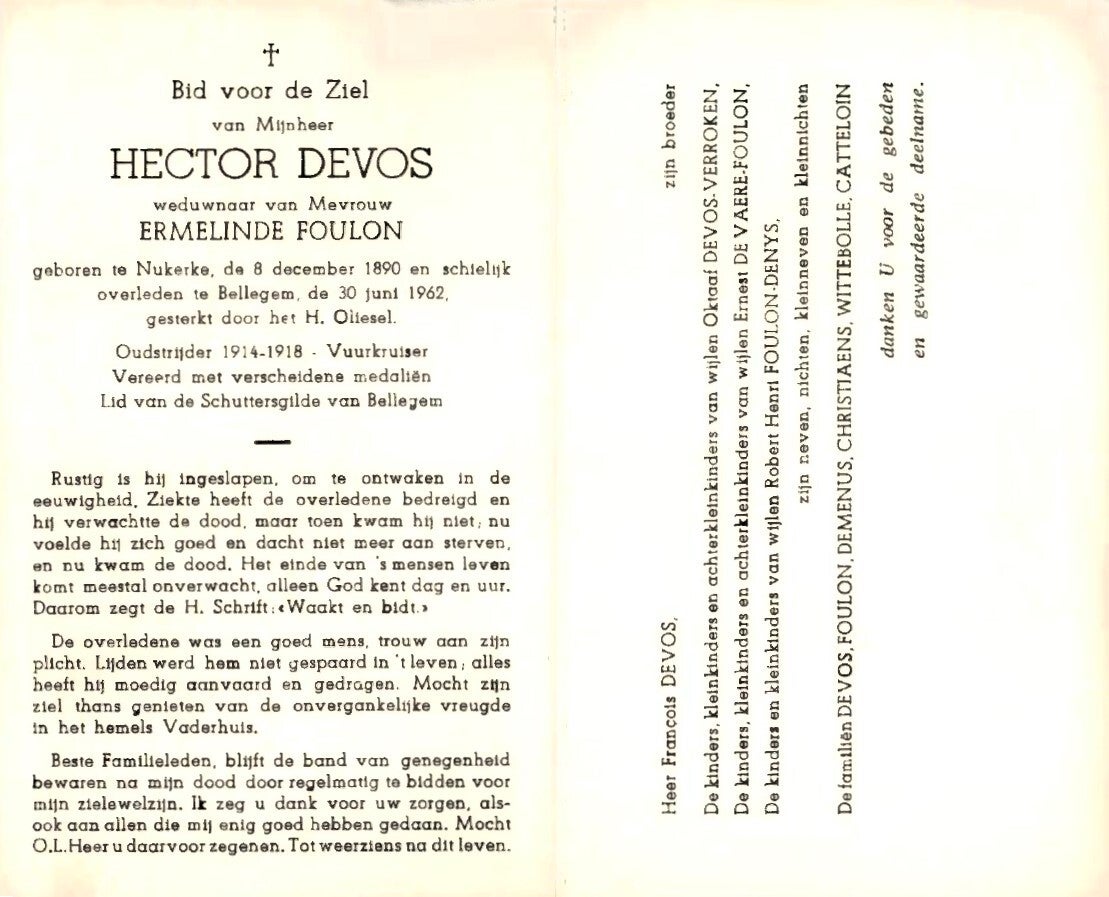 Bid voor de Ziel
van Mijnheer
HECTOR DEVOS
weduwnaar van Mevrouw
ERMELINDE FOULON
geboren te Nukerke, de 8 december 1890 en schielijk
overleden te Bellegem, de 30 juni 1962,
gesterkt door het H. Oliesel.
Oudstrijder 1914-1918 - Vuurkruiser
Vereerd met verscheidene medaliën
Lid van de Schuttersgilde van Bellegem
Rustig is hij ingeslapen, om te ontwaken in de
eeuwigheid. Ziekte heeft de overledene bedreigd en
hij verwachtte de dood, maar toen kwam hij niet; nu
voelde hij zich goed en dacht niet meer aan sterven,
en nu kwam de dood. Het einde van 's mensen leven
komt meestal onverwacht, alleen God kent dag en uur.
Daarom zegt de H. Schrift: «Waakt en bidt.»
De overledene was een goed mens, trouw aan zijn
plicht. Lijden werd hem niet gespaard in 't leven; alles
heeft hij moedig aanvaard en gedragen. Mocht zijn
ziel thans genieten van de onvergankelijke vreugde
in het hemels Vaderhuis.
Beste Familieleden, blijft de band van genegenheid
bewaren na mijn dood door regelmatig te bidden voor
mijn zielewelzijn. Ik zeg u dank voor uw zorgen, als-
ook aan allen die mij enig goed hebben gedaan. Mocht
O.L.Heer u daarvoor zegenen. Tot weerziens na dit leven.
Heer François DEVOS, zijn broeder
De kinders, kleinkinders en achterkleinkinders van wijlen Oktaaf DEVOS-VERROKEN,
De kinders, kleinkinders en achterkleinkinders van wijlen Ernest DE VAERE-FOULON,
De kinders en kleinkinders van wijlen Robert Henri FOULON-DENYS,
zijn neven, nichten, kleinneven en kleinnichten
De familiën DEVOS, FOULON, DEMENUS, CHRISTIAENS, WITTEBOLLE, CATTELOIN
danken U voor de gebeden
en gewaardeerde deelname.